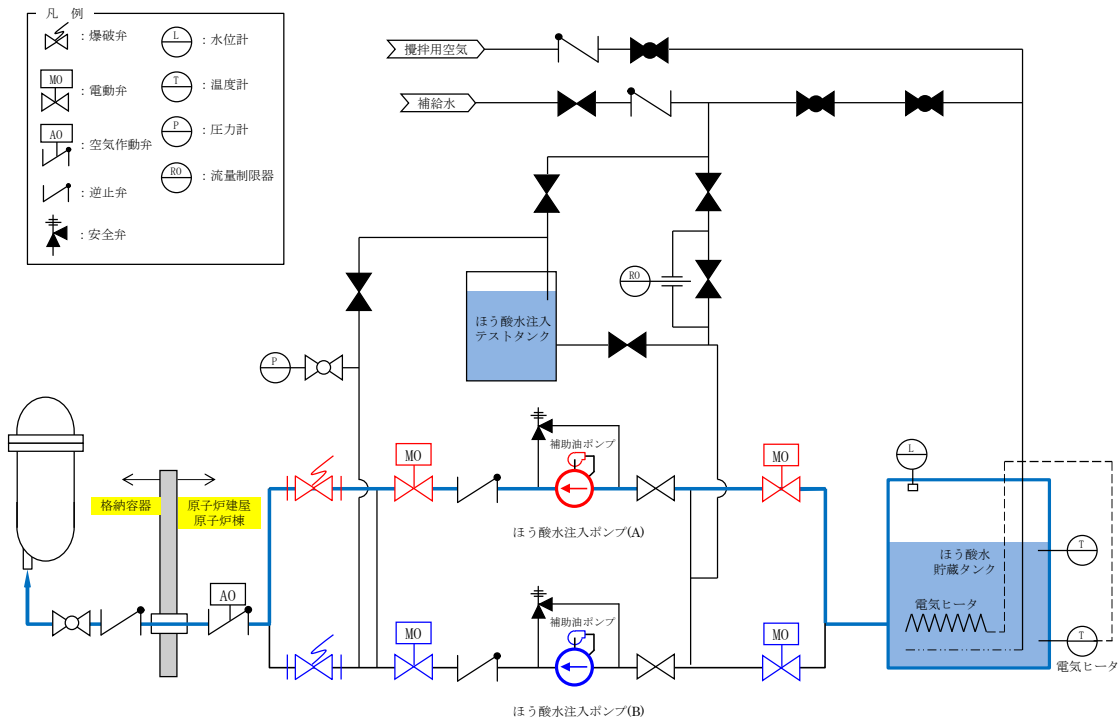 凡 例
:爆破弁
L
:水位計
MO
:電動弁
T
:温度計
AO
:空気作動弁
P
:圧力計
:逆止弁
RO
:流量制限器
:安全弁
攪拌用空気
補給水
RO
ほう酸水注入
テストタンク
P
格納容器
原子炉建屋
原子炉棟
MO
補助油ポンプ
MO
L
ほう酸水注入ポンプ(A)
ほう酸水
貯蔵タンク
T
電気ヒータ
AO
MO
補助油ポンプ
MO
T
電気ヒータ
ほう酸水注入ポンプ(B)